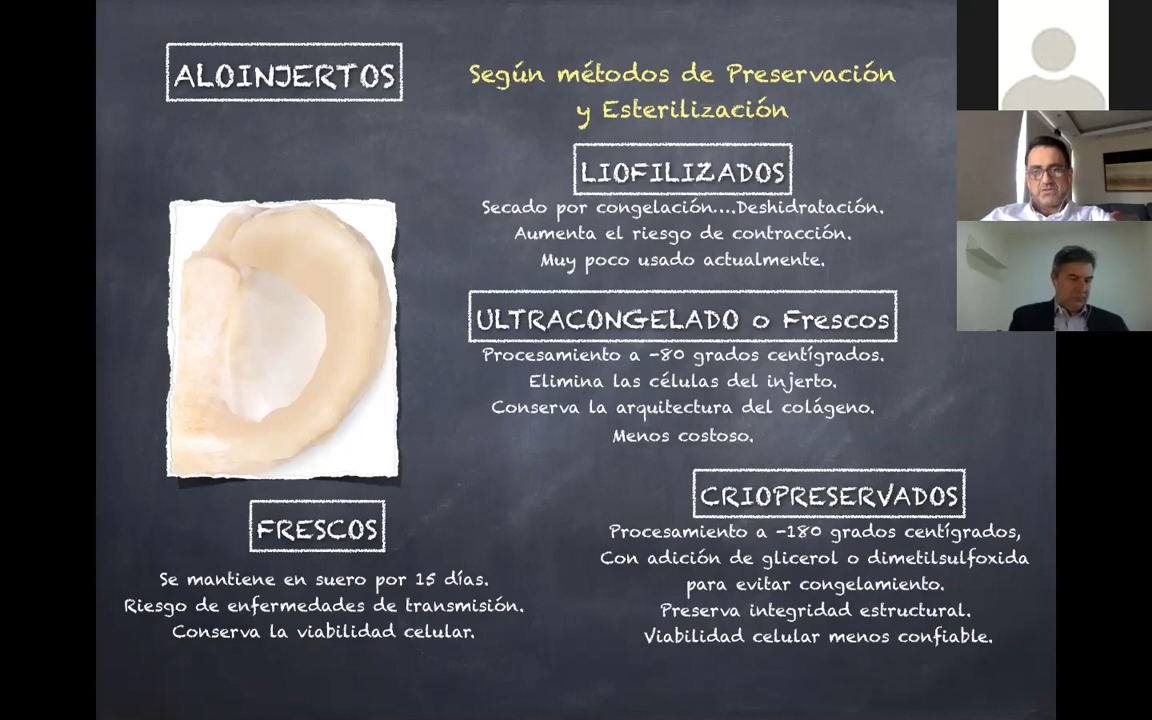 ALOINJERTOS
Según métodos de Preservación
y Esterilización
LIOFILIZADOS
Secado por congelación....Deshidratación.
Aumenta el riesgo de contracción.
Muy poco usado actualmente.
ULTRACONGELADO o Frescos
Procesamiento a -80 grados centígrados.
Elimina las células del injerto.
Conserva la arquitectura del colágeno.
Menos costoso.
FRESCOS
Se mantiene en suero por 15 días.
Riesgo de enfermedades de transmisión.
Conserva la viabilidad celular.
CRIOPRESERVADOS
Procesamiento a -180 grados centígrados,
Con adición de glicerol o dimetilsulfoxida
para evitar congelamiento.
Preserva integridad estructural.
Viabilidad celular menos confiable.